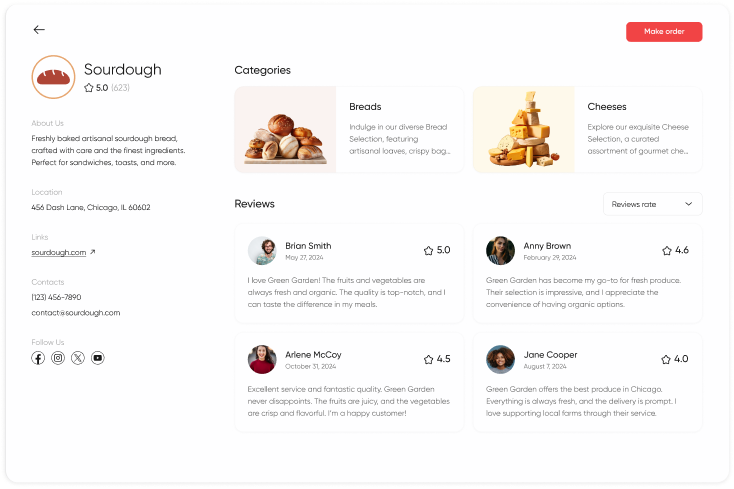 Make order
Sourdough
5.0 (623)
About Us
Freshly baked artisanal sourdough bread,
crafted with care and the finest ingredients.
Perfect for sandwiches, toasts, and more.
Location
456 Dash Lane, Chicago, IL 60602
Links
sourdough.com
Contacts
(123) 456-7890
contact@sourdough.com
Follow Us
Categories
Breads
Indulge in our diverse Bread
Selection, featuring
artisanal loaves, crispy bag...
Cheeses
Explore our exquisite Cheese
Selection, a curated
assortment of gourmet che...
Reviews
Reviews rate
Brian Smith
May 27, 2024
5.0
I love Green Garden! The fruits and vegetables are
always fresh and organic. The quality is top-notch, and I
can taste the difference in my meals.
Anny Brown
February 29, 2024
4.6
Green Garden has become my go-to for fresh produce.
Their selection is impressive, and I appreciate the
convenience of having organic options.
Arlene McCoy
October 31, 2024
4.5
Excellent service and fantastic quality. Green Garden
never disappoints. The fruits are juicy, and the vegetables
are crisp and flavorful. I'm a happy customer!
Jane Cooper
August 7, 2024
4.0
Green Garden offers the best produce in Chicago.
Everything is always fresh, and the delivery is prompt. I
love supporting local farms through their service.